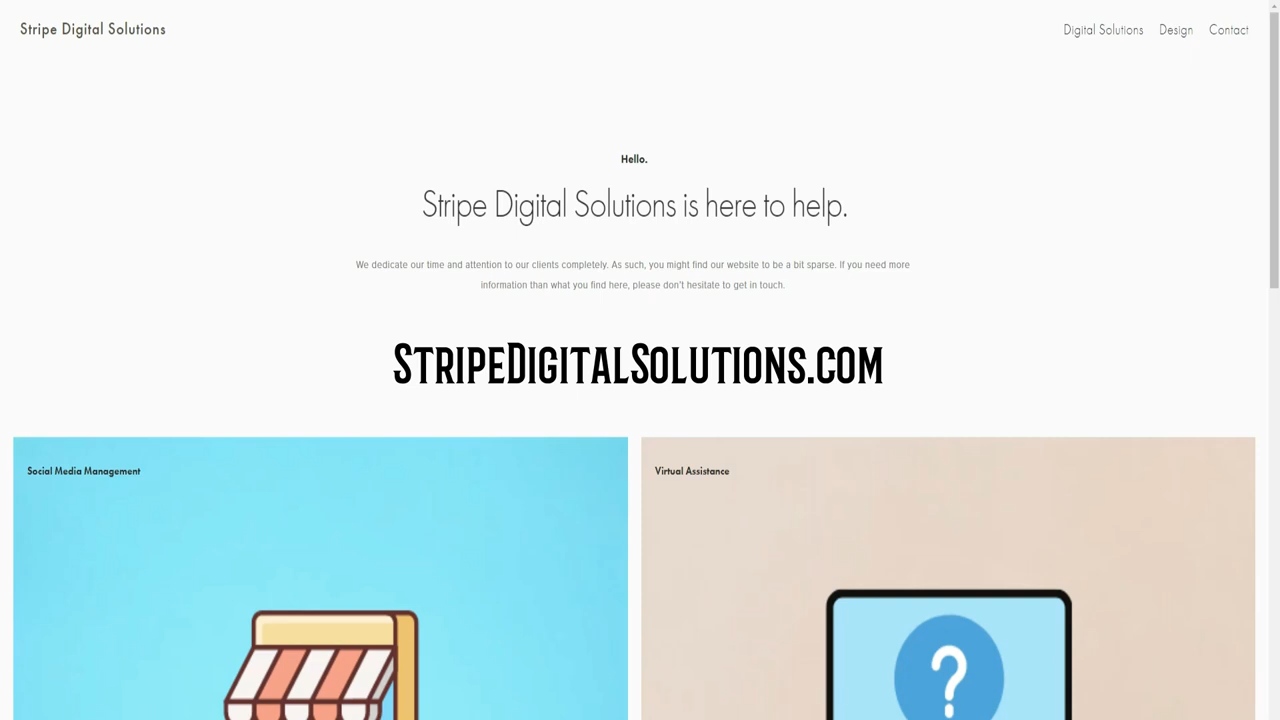 Stripe Digital Solutions
Digital Solutions Design Contact
Hello.
Stripe Digital Solutions is here to help.
We dedicate our time and attention to our clients completely. As such, you might find our website to be a bit sparse. If you need more
information than what you find here, please don't hesitate to get in touch.
StripeDigitalSolutions.com
Social Media Management
Virtual Assistance
?